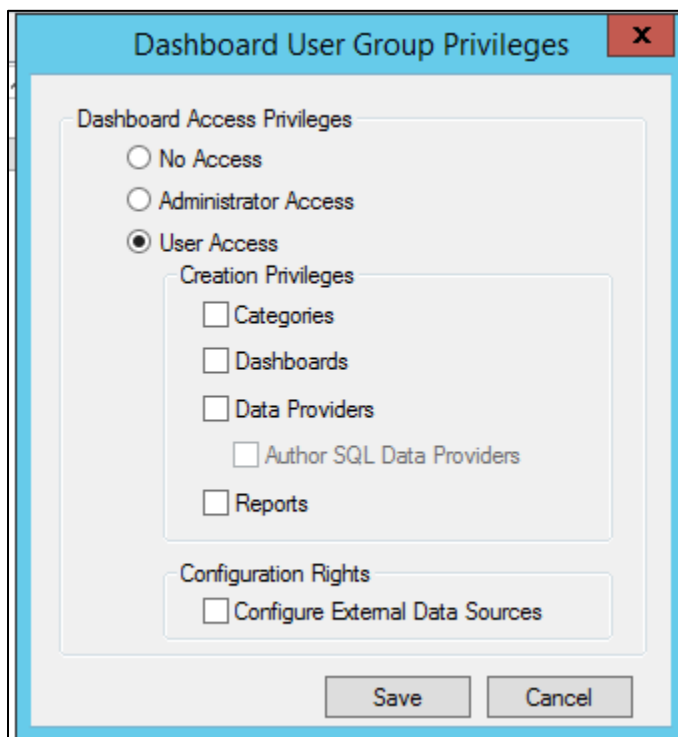 Dashboard User Group Privileges
x
Dashboard Access Privileges
No Access
Administrator Access
User Access
Creation Privileges
Categories
Dashboards
Data Providers
Author SQL Data Providers
Reports
Configuration Rights
Configure External Data Sources
Save Cancel